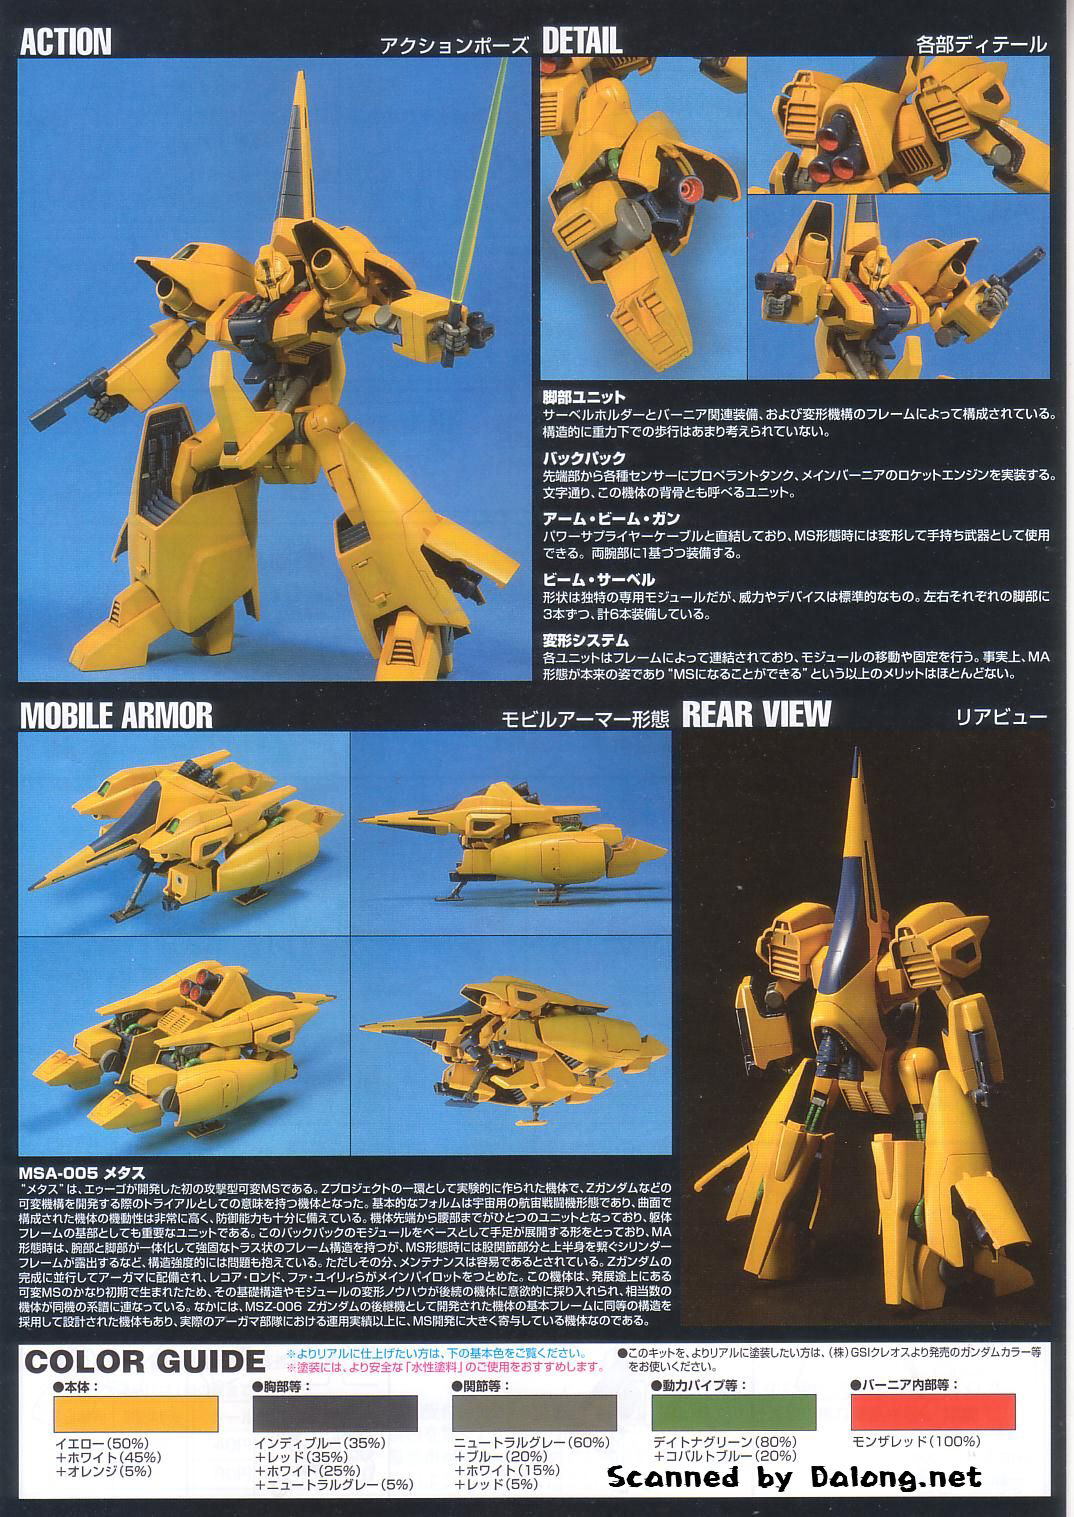 ACTION
アクションポーズ
DETAIL
各部ディテール
脚部ユニット
サーベルホルダーとバーニア関連装備、および変形機構のフレームによって構成されている。
構造的に重力下での歩行はあまり考えられていない。
バックパック
先端部から各種センサーにプロペラントタンク、メインバーニアのロケットエンジンを実装する。
文字通り、この機体の背骨とも呼べるユニット。
アーム・ビーム・ガン
パワーサプライヤーケーブルと直結しており、MS形態時には変形して手持ち武器として使用
できる。両腕部に1基づつ装備する。
ビーム・サーベル
形状は独特の専用モジュールだが、威力やデバイスは標準的なもの。左右それぞれの脚部に
3本ずつ、計6本装備している。
変形システム
各ユニットはフレームによって連結されており、モジュールの移動や固定を行う。事実上、MA
形態が本来の姿であり“MSになることができる”という以上のメリットはほとんどない。
MOBILE ARMOR
モビルアーマー形態
REAR VIEW
リアビュー
MSA-005 メタス
“メタス”は、エゥーゴが開発した初の攻撃型可変MSである。Zプロジェクトの一環として実験的に作られた機体で、Zガンダムなどの
可変機構を開発する際のトライアルとしての意味を持つ機体となった。基本的なフォルムは宇宙用の航宙戦闘機形態であり、曲面で
構成された機体の機動性は非常に高く、防御能力も十分に備えている。機体先端から腰部までがひとつのユニットとなっており、躯体
フレームの基部としても重要なユニットである。このバックパックのモジュールをベースとして手足が展開する形をとっており、MA
形態時は、腕部と脚部が一体化して強固なトラス状のフレーム構造を持つが、MS形態時には股関節部分と上半身を繋ぐシリンダー
フレームが露出するなど、構造強度的には問題も抱えている。ただしその分、メンテナンスは容易であるとされている。Zガンダムの
完成に並行してアーガマに配備され、レコア・ロンド、ファ・ユイリィらがメインパイロットをつとめた。この機体は、発展途上にある
可変MSのかなり初期で生まれたため、その基礎構造やモジュールの変形ノウハウが後続の機体に意欲的に採り入れられ、相当数の
機体が同機の系譜に連なっている。なかには、MSZ-006 Zガンダムの後継機として開発された機体の基本フレームに同等の構造を
採用して設計された機体もあり、実際のアーガマ部隊における運用実績以上に、MS開発に大きく寄与している機体なのである。
COLOR GUIDE
※よりリアルに仕上げたい方は、下の基本色をご覧ください。
※塗装には、より安全な「水性塗料」のご使用をおすすめします。
●このキットを、よりリアルに塗装したい方は、(株)GSIクレオスより発売のガンダムカラー等
をお使いください。
●本体：
イエロー(50%)
＋ホワイト(45%)
＋オレンジ(5%)
●胸部等：
インディブルー(35%)
＋レッド(35%)
＋ホワイト(25%)
＋ニュートラルグレー(5%)
●関節等：
ニュートラルグレー(60%)
＋ブルー(20%)
＋ホワイト(15%)
＋レッド(5%)
●動力パイプ等：
デイトナグリーン(80%)
＋コバルトブルー(20%)
●バーニア内部等：
モンザレッド(100%)
Scanned by Dalong.net